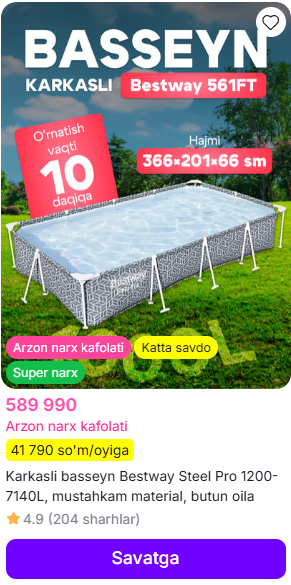 BASSEYN
KARKASLI Bestway 561FT
O'rnatish
vaqti
10
daqiqa
Hajmi
366×201×66 sm
Bestway
Arzon narx kafolati
Katta savdo
Super narx
589 990
Arzon narx kafolati
41 790 so'm/oyiga
Karkasli basseyn Bestway Steel Pro 1200-
7140L, mustahkam material, butun oila
4.9 (204 sharhlar)
Savatga